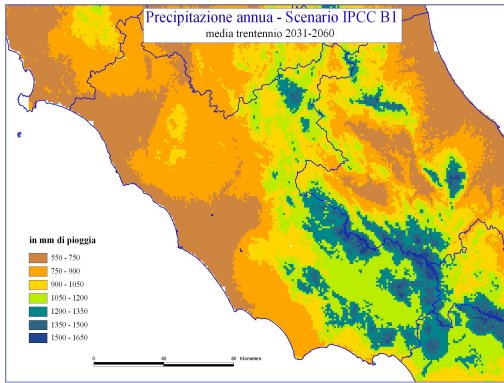 Precipitazione annua - Scenario IPCC B1
media trentennio 2031-2060
in mm di pioggia
550 - 750
750 - 900
900 - 1050
1050 - 1200
1200 - 1350
1350 - 1500
1500 - 1650
0 40 80 Kilometers